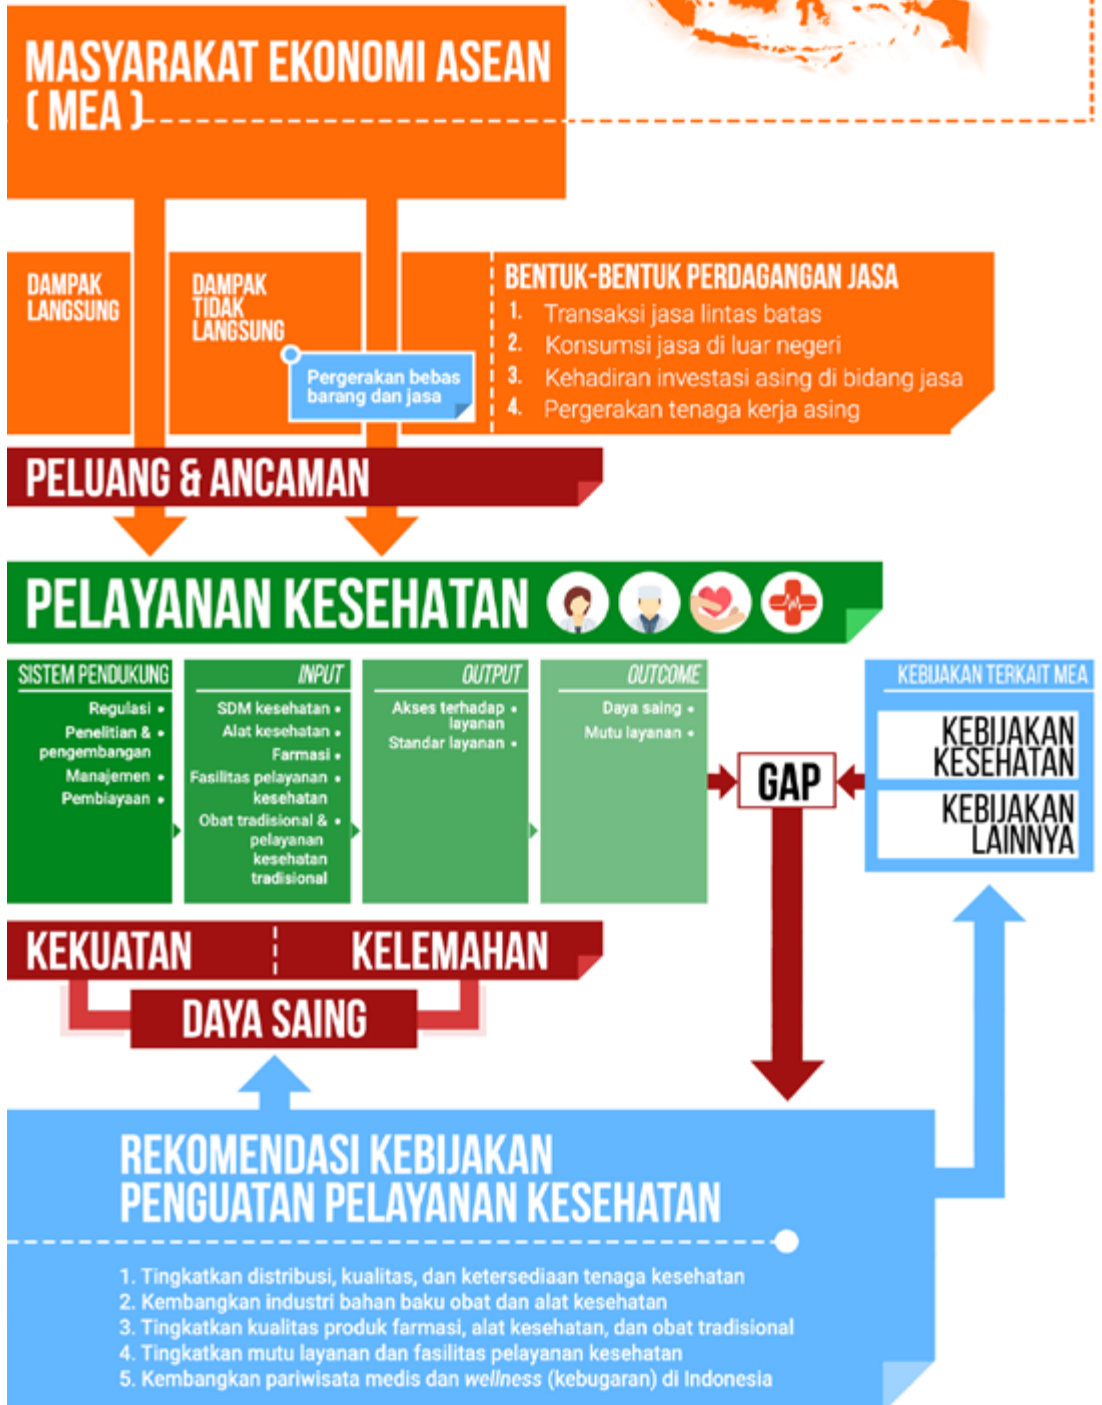 MASYARAKAT EKONOMI ASEAN
( MEA )
DAMPAK
LANGSUNG
DAMPAK
TIDAK
LANGSUNG
Pergerakan bebas
barang dan jasa
BENTUK-BENTUK PERDAGANGAN JASA
1. Transaksi jasa lintas batas
2. Konsumsi jasa di luar negeri
3. Kehadiran investasi asing di bidang jasa
4. Pergerakan tenaga kerja asing
PELUANG & ANCAMAN
PELAYANAN KESEHATAN
SISTEM PENDUKUNG
Regulasi •
Penelitian & •
pengembangan
Manajemen •
Pembiayaan •
INPUT
SDM kesehatan •
Alat kesehatan •
Farmasi •
Fasilitas pelayanan •
kesehatan
Obat tradisional & •
pelayanan
kesehatan
tradisional
OUTPUT
Akses terhadap •
layanan
Standar layanan •
OUTCOME
Daya saing •
Mutu layanan •
GAP
KEBIJAKAN TERKAIT MEA
KEBIJAKAN
KESEHATAN
KEBIJAKAN
LAINNYA
KEKUATAN
KELEMAHAN
DAYA SAING
REKOMENDASI KEBIJAKAN
PENGUATAN PELAYANAN KESEHATAN
1. Tingkatkan distribusi, kualitas, dan ketersediaan tenaga kesehatan
2. Kembangkan industri bahan baku obat dan alat kesehatan
3. Tingkatkan kualitas produk farmasi, alat kesehatan, dan obat tradisional
4. Tingkatkan mutu layanan dan fasilitas pelayanan kesehatan
5. Kembangkan pariwisata medis dan wellness (kebugaran) di Indonesia